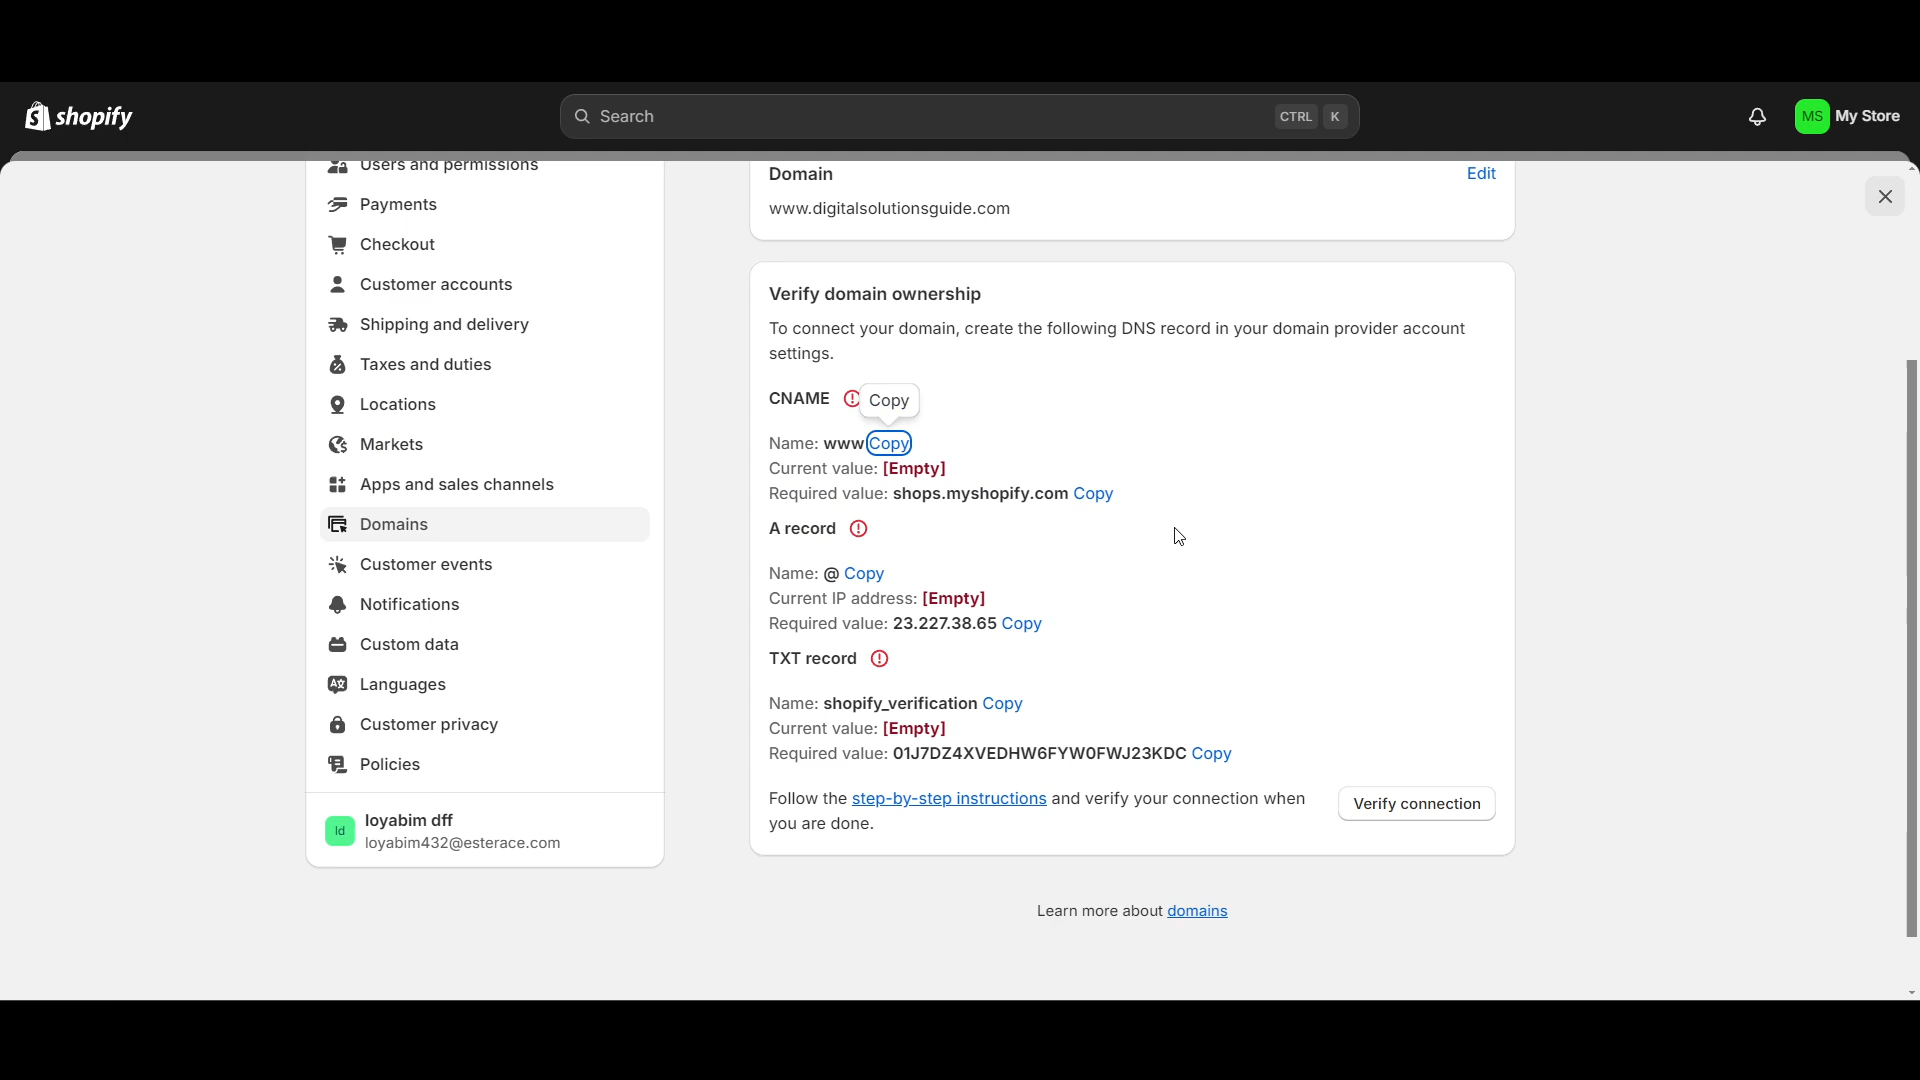 shopify
Search
CTRL K
MS My Store
Users and permissions
Payments
Checkout
Customer accounts
Shipping and delivery
Taxes and duties
Locations
Markets
Apps and sales channels
Domains
Customer events
Notifications
Custom data
Languages
Customer privacy
Policies
ld
loyabim dff
loyabim432@esterace.com
Domain Edit
www.digitalsolutionsguide.com
Verify domain ownership
To connect your domain, create the following DNS record in your domain provider account
settings.
CNAME
Copy
Name: www Copy
Current value: [Empty]
Required value: shops.myshopify.com Copy
A record
Name: @ Copy
Current IP address: [Empty]
Required value: 23.227.38.65 Copy
TXT record
Name: shopify_verification Copy
Current value: [Empty]
Required value: 01J7DZ4XVEDHW6FYW0FWJ23KDC Copy
Follow the step-by-step instructions and verify your connection when
you are done.
Verify connection
Learn more about domains